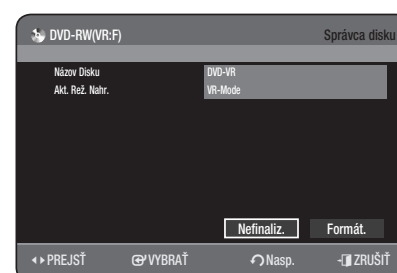 DVD-RW(VR:F) Správca disku
Názov Disku DVD-VR
Akt. Rež. Nahr. VR-Mode
Nefinaliz. Formát.
PREJSŤ VYBRAŤ Nasp. ZRUŠIŤ